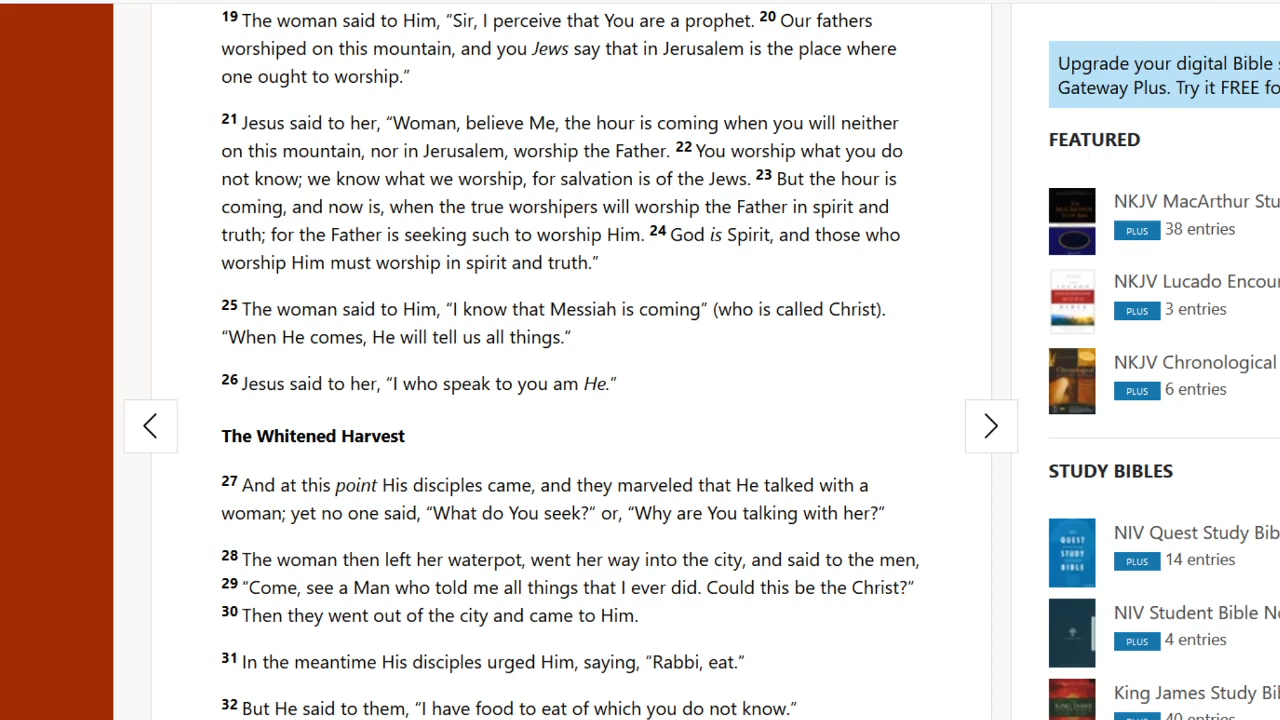 19 The woman said to Him, “Sir, I perceive that You are a prophet. 20 Our fathers
worshiped on this mountain, and you Jews say that in Jerusalem is the place where
one ought to worship.”
21 Jesus said to her, “Woman, believe Me, the hour is coming when you will neither
on this mountain, nor in Jerusalem, worship the Father. 22 You worship what you do
not know; we know what we worship, for salvation is of the Jews. 23 But the hour is
coming, and now is, when the true worshipers will worship the Father in spirit and
truth; for the Father is seeking such to worship Him. 24 God is Spirit, and those who
worship Him must worship in spirit and truth.”
25 The woman said to Him, “I know that Messiah is coming” (who is called Christ).
“When He comes, He will tell us all things.”
26 Jesus said to her, “I who speak to you am He.”
The Whitened Harvest
27 And at this point His disciples came, and they marveled that He talked with a
woman; yet no one said, “What do You seek?” or, “Why are You talking with her?”
28 The woman then left her waterpot, went her way into the city, and said to the men,
29 “Come, see a Man who told me all things that I ever did. Could this be the Christ?”
30 Then they went out of the city and came to Him.
31 In the meantime His disciples urged Him, saying, “Rabbi, eat.”
32 But He said to them, “I have food to eat of which you do not know.”
Upgrade your digital Bible
Gateway Plus. Try it FREE fo
FEATURED
NKJV MacArthur Stu
PLUS 38 entries
NKJV Lucado Encou
PLUS 3 entries
NKJV Chronological
PLUS 6 entries
STUDY BIBLES
QUEST
STUDY
BIBLE
NIV Quest Study Bib
PLUS 14 entries
NIV Student Bible No
PLUS 4 entries
King James Study Bib
PLUS 40 entries